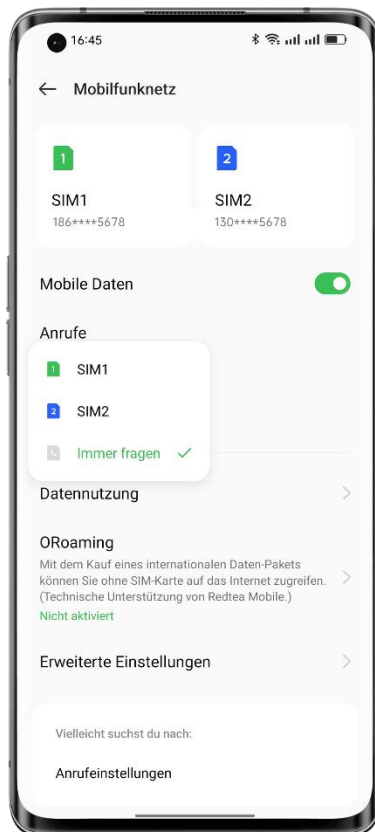 16:45
Mobilfunknetz
1
2
SIM1
SIM2
186****5678
130****5678
Mobile Daten
Anrufe
1 SIM1
2 SIM2
Immer fragen
Datennutzung
ORoaming
Mit dem Kauf eines internationalen Daten-Pakets
können Sie ohne SIM-Karte auf das Internet zugreifen.
(Technische Unterstützung von Redtea Mobile.)
Nicht aktiviert
Erweiterte Einstellungen
Vielleicht suchst du nach:
Anrufeinstellungen